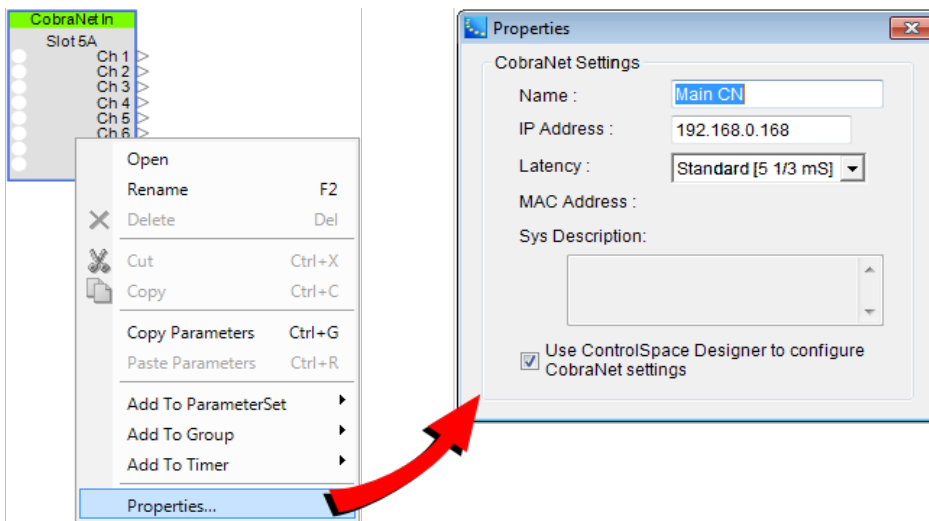 CobraNet In
Slot 5A
Ch 1
Ch 2
Ch 3
Ch 4
Ch 5
Ch 6
Open
Rename F2
Delete Del
Cut Ctrl+X
Copy Ctrl+C
Copy Parameters Ctrl+G
Paste Parameters Ctrl+R
Add To ParameterSet
Add To Group
Add To Timer
Properties...
Properties
CobraNet Settings
Name : Main CN
IP Address : 192.168.0.168
Latency : Standard [5 1/3 mS]
MAC Address :
Sys Description:
Use ControlSpace Designer to configure
CobraNet settings